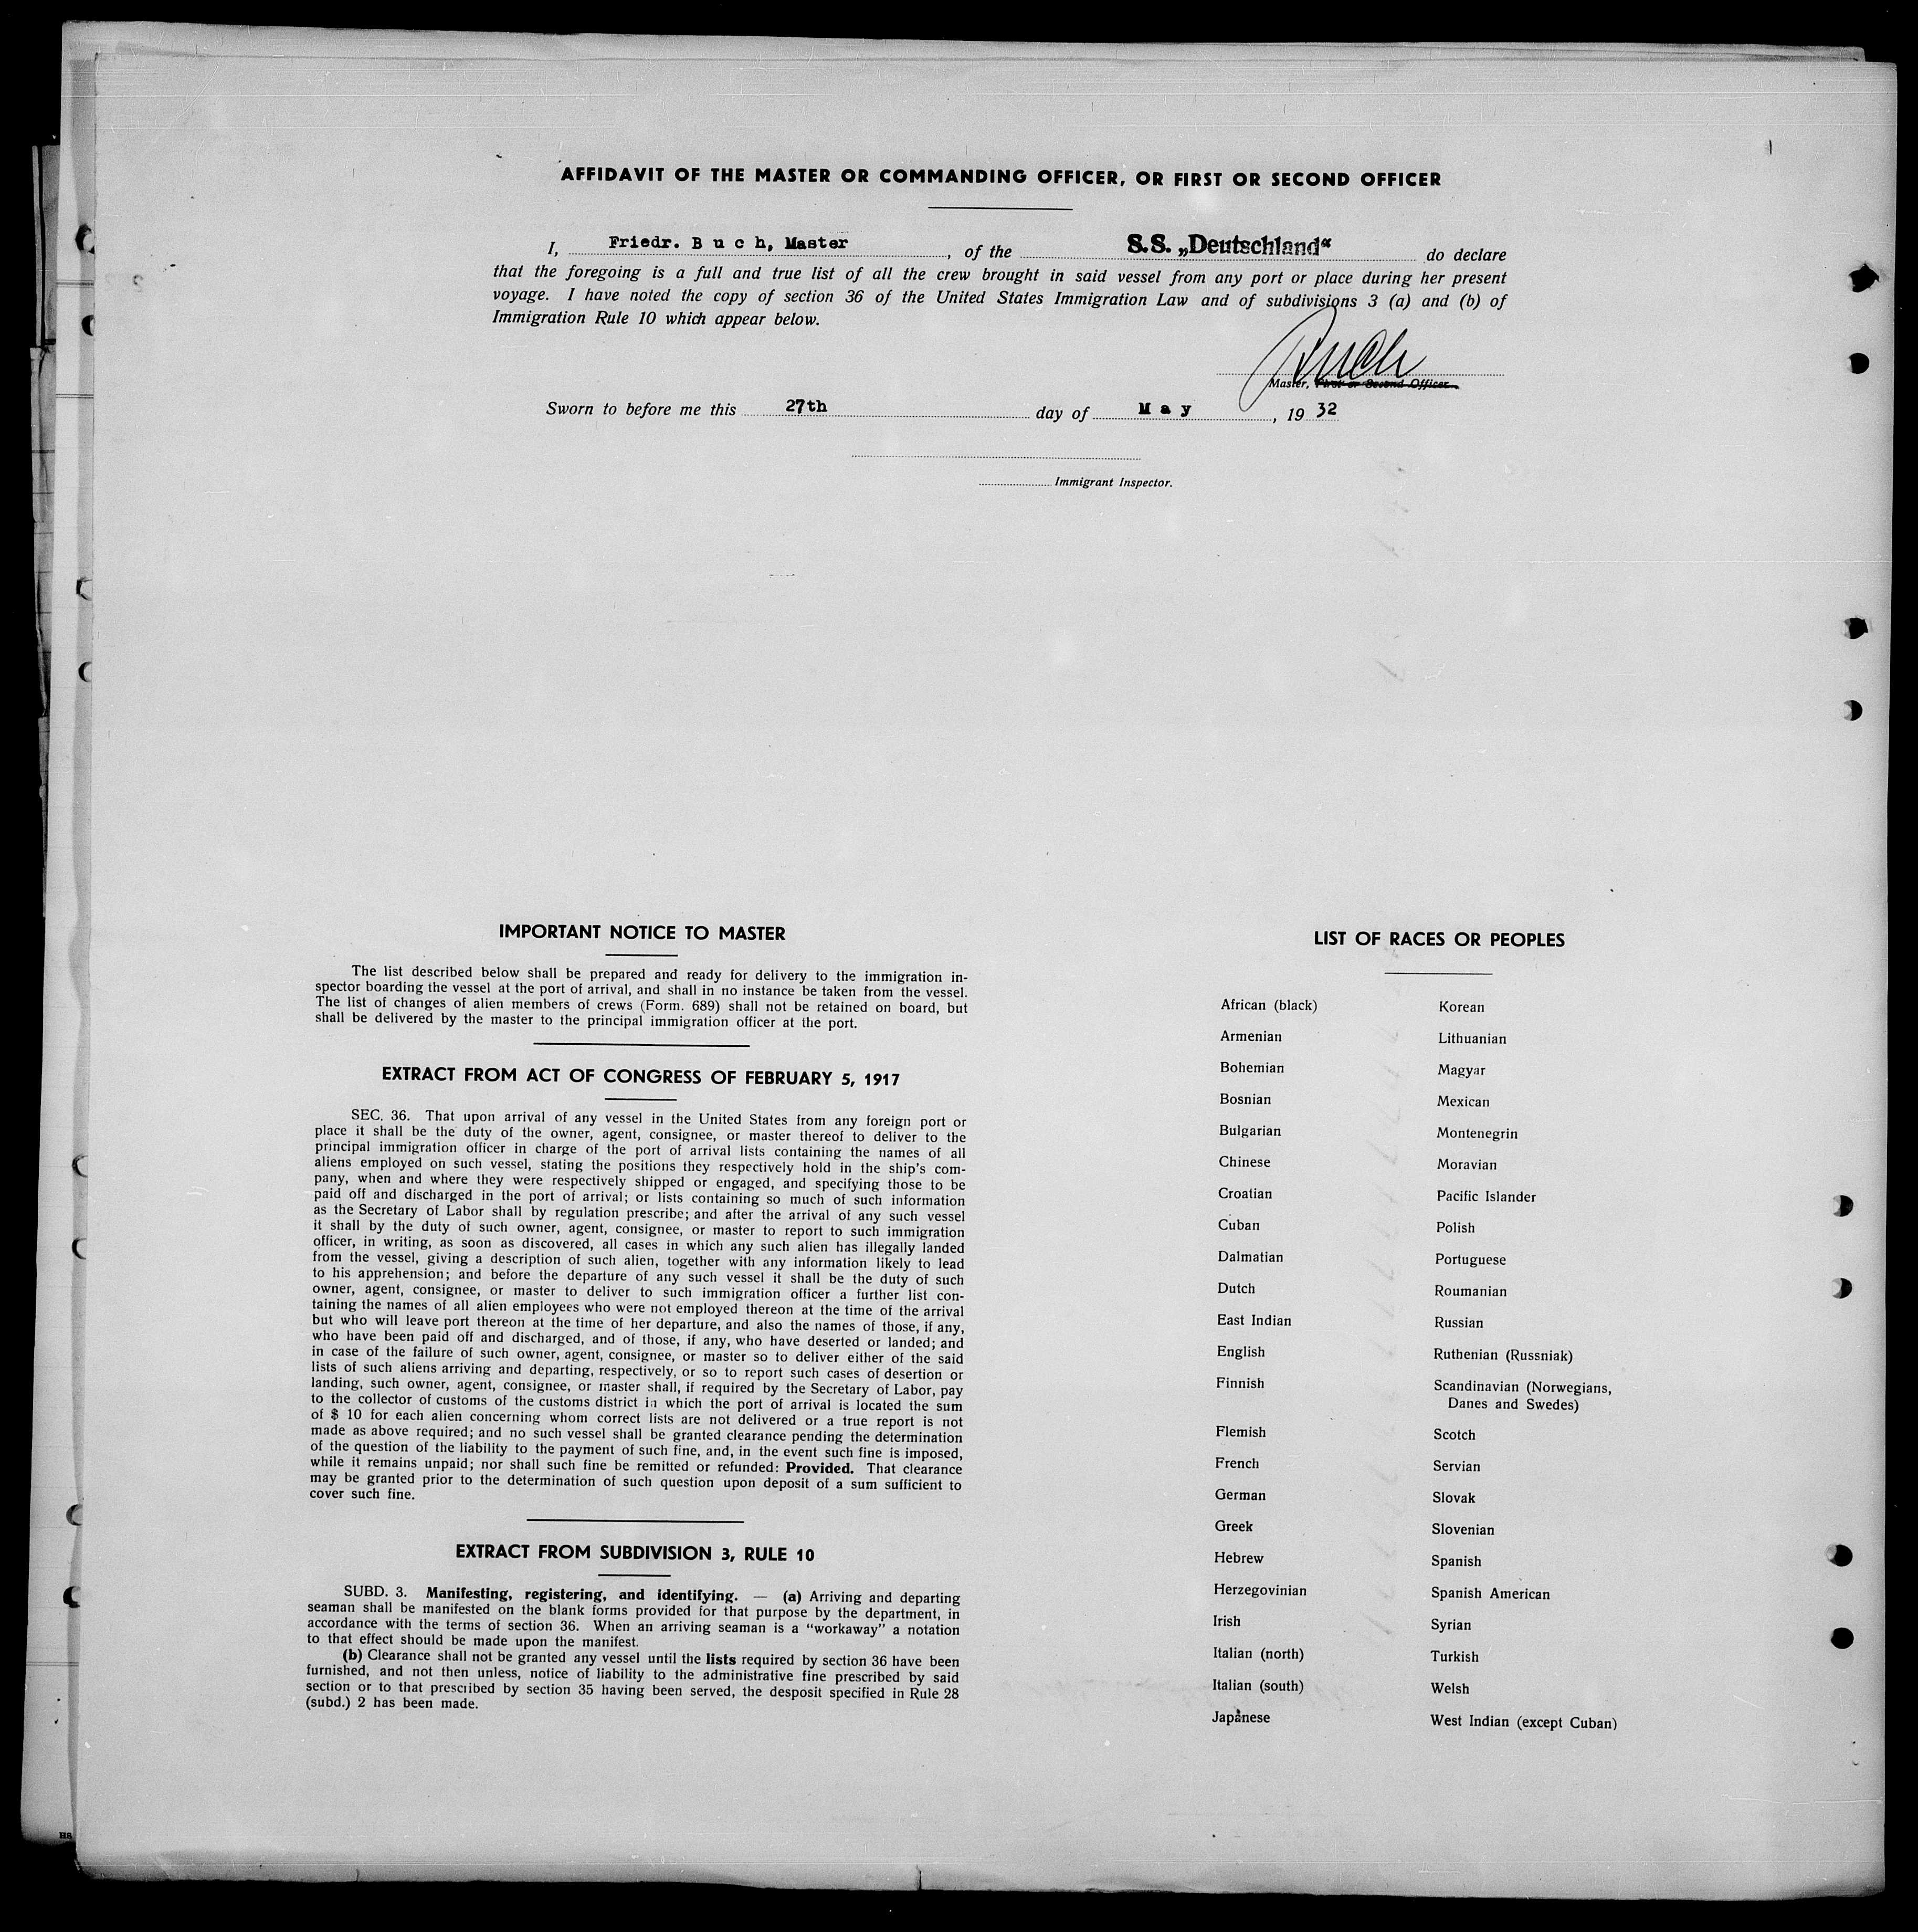 AFFIDAVIT OF THE MASTER OR COMMANDING OFFICER, OR FIRST OR SECOND OFFICER
I, Friedr. B u c h, Master, of the S.S. „Deutschland“ do declare
that the foregoing is a full and true list of all the crew brought in said vessel from any port or place during her present
voyage. I have noted the copy of section 36 of the United States Immigration Law and of subdivisions 3 (a) and (b) of
Immigration Rule 10 which appear below.
Buch
Master, First or Second Officer.
Sworn to before me this 27th day of M a y, 19 32
Immigrant Inspector.
IMPORTANT NOTICE TO MASTER
The list described below shall be prepared and ready for delivery to the immigration in-
spector boarding the vessel at the port of arrival, and shall in no instance be taken from the vessel.
The list of changes of alien members of crews (Form. 689) shall not be retained on board, but
shall be delivered by the master to the principal immigration officer at the port.
EXTRACT FROM ACT OF CONGRESS OF FEBRUARY 5, 1917
SEC. 36. That upon arrival of any vessel in the United States from any foreign port or
place it shall be the duty of the owner, agent, consignee, or master thereof to deliver to the
principal immigration officer in charge of the port of arrival lists containing the names of all
aliens employed on such vessel, stating the positions they respectively hold in the ship's com-
pany, when and where they were respectively shipped or engaged, and specifying those to be
paid off and discharged in the port of arrival; or lists containing so much of such information
as the Secretary of Labor shall by regulation prescribe; and after the arrival of any such vessel
it shall by the duty of such owner, agent, consignee, or master to report to such immigration
officer, in writing, as soon as discovered, all cases in which any such alien has illegally landed
from the vessel, giving a description of such alien, together with any information likely to lead
to his apprehension; and before the departure of any such vessel it shall be the duty of such
owner, agent, consignee, or master to deliver to such immigration officer a further list con-
taining the names of all alien employees who were not employed thereon at the time of the arrival
but who will leave port thereon at the time of her departure, and also the names of those, if any,
who have been paid off and discharged, and of those, if any, who have deserted or landed; and
in case of the failure of such owner, agent, consignee, or master so to deliver either of the said
lists of such aliens arriving and departing, respectively, or so to report such cases of desertion or
landing, such owner, agent, consignee, or master shall, if required by the Secretary of Labor, pay
to the collector of customs of the customs district in which the port of arrival is located the sum
of $ 10 for each alien concerning whom correct lists are not delivered or a true report is not
made as above required; and no such vessel shall be granted clearance pending the determination
of the question of the liability to the payment of such fine, and, in the event such fine is imposed,
while it remains unpaid; nor shall such fine be remitted or refunded: Provided. That clearance
may be granted prior to the determination of such question upon deposit of a sum sufficient to
cover such fine.
EXTRACT FROM SUBDIVISION 3, RULE 10
SUBD. 3. Manifesting, registering, and identifying. — (a) Arriving and departing
seaman shall be manifested on the blank forms provided for that purpose by the department, in
accordance with the terms of section 36. When an arriving seaman is a “workaway” a notation
to that effect should be made upon the manifest.
(b) Clearance shall not be granted any vessel until the lists required by section 36 have been
furnished, and not then unless, notice of liability to the administrative fine prescribed by said
section or to that prescribed by section 35 having been served, the desposit specified in Rule 28
(subd.) 2 has been made.
LIST OF RACES OR PEOPLES
African (black)
Armenian
Bohemian
Bosnian
Bulgarian
Chinese
Croatian
Cuban
Dalmatian
Dutch
East Indian
English
Finnish
Flemish
French
German
Greek
Hebrew
Herzegovinian
Irish
Italian (north)
Italian (south)
Japanese
Korean
Lithuanian
Magyar
Mexican
Montenegrin
Moravian
Pacific Islander
Polish
Portuguese
Roumanian
Russian
Ruthenian (Russniak)
Scandinavian (Norwegians,
Danes and Swedes)
Scotch
Servian
Slovak
Slovenian
Spanish
Spanish American
Syrian
Turkish
Welsh
West Indian (except Cuban)
HS